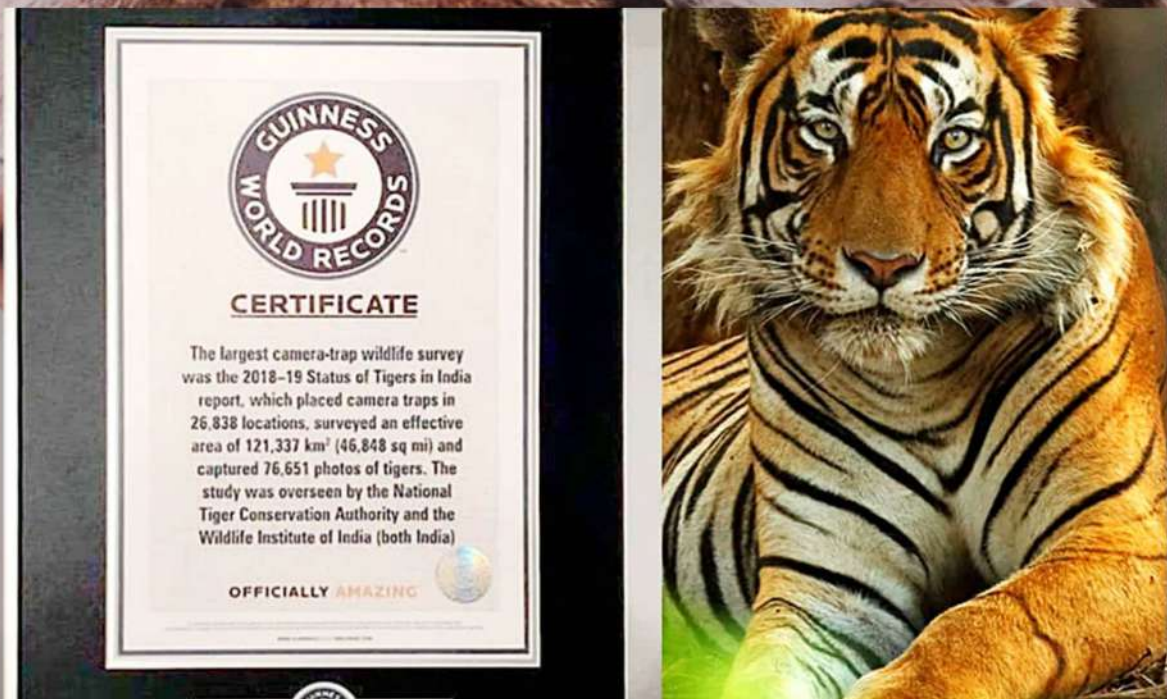 GUINNESS
WORLD RECORDS
CERTIFICATE
The largest camera-trap wildlife survey
was the 2018–19 Status of Tigers in India
report, which placed camera traps in
26,838 locations, surveyed an effective
area of 121,337 km² (46,848 sq mi) and
captured 76,651 photos of tigers. The
study was overseen by the National
Tiger Conservation Authority and the
Wildlife Institute of India (both India)
OFFICIALLY AMAZING